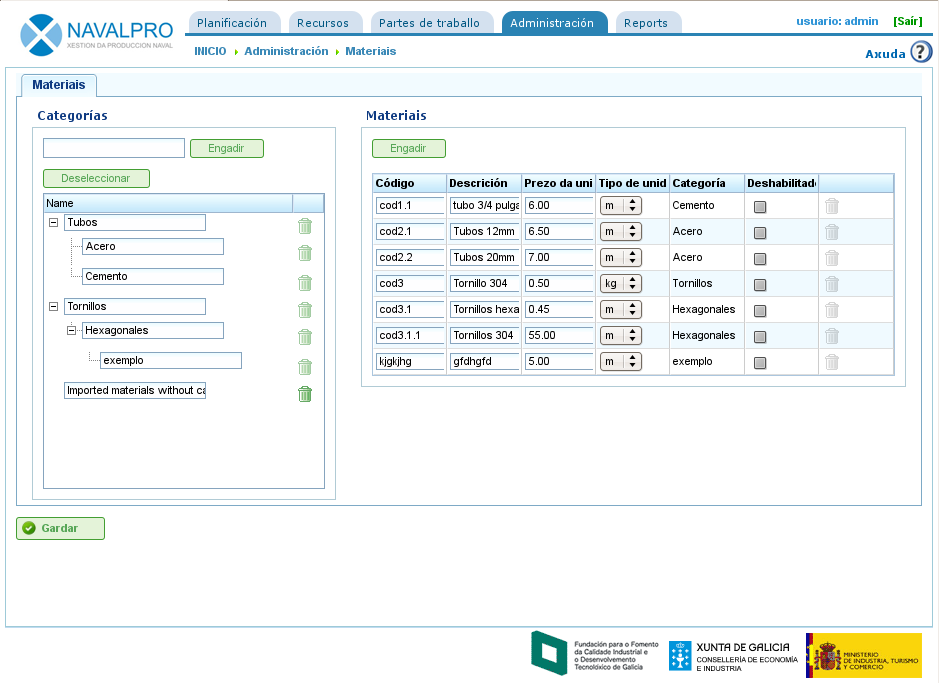 NAVALPRO
XESTION DA PRODUCCION NAVAL
Planificación
Recursos
Partes de traballo
Administración
Reports
usuario: admin
[Saír]
INICIO Administración Materiais
Axuda
Materiais
Categorías
Engadir
Deseleccionar
Name
Tubos
Acero
Cemento
Tornillos
Hexagonales
exemplo
Imported materials without ca
Materiais
Engadir
Código Descrición Prezo da uni Tipo de unid Categoría Deshabilitado
cod1.1 tubo 3/4 pulga 6.00 m Cemento
cod2.1 Tubos 12mm 6.50 m Acero
cod2.2 Tubos 20mm 7.00 m Acero
cod3 Tornillo 304 0.50 kg Tornillos
cod3.1 Tornillos hexa 0.45 m Hexagonales
cod3.1.1 Tornillos 304 55.00 m Hexagonales
kjgkjhg gfdhgfd 5.00 m exemplo
Gardar
Fundación para o Fomento
da Calidade Industrial e
o Desenvolvemento
Tecnolóxico de Galicia
XUNTA DE GALICIA
CONSELLERÍA DE ECONOMÍA
E INDUSTRIA
MINISTERIO
DE INDUSTRIA, TURISMO
Y COMERCIO